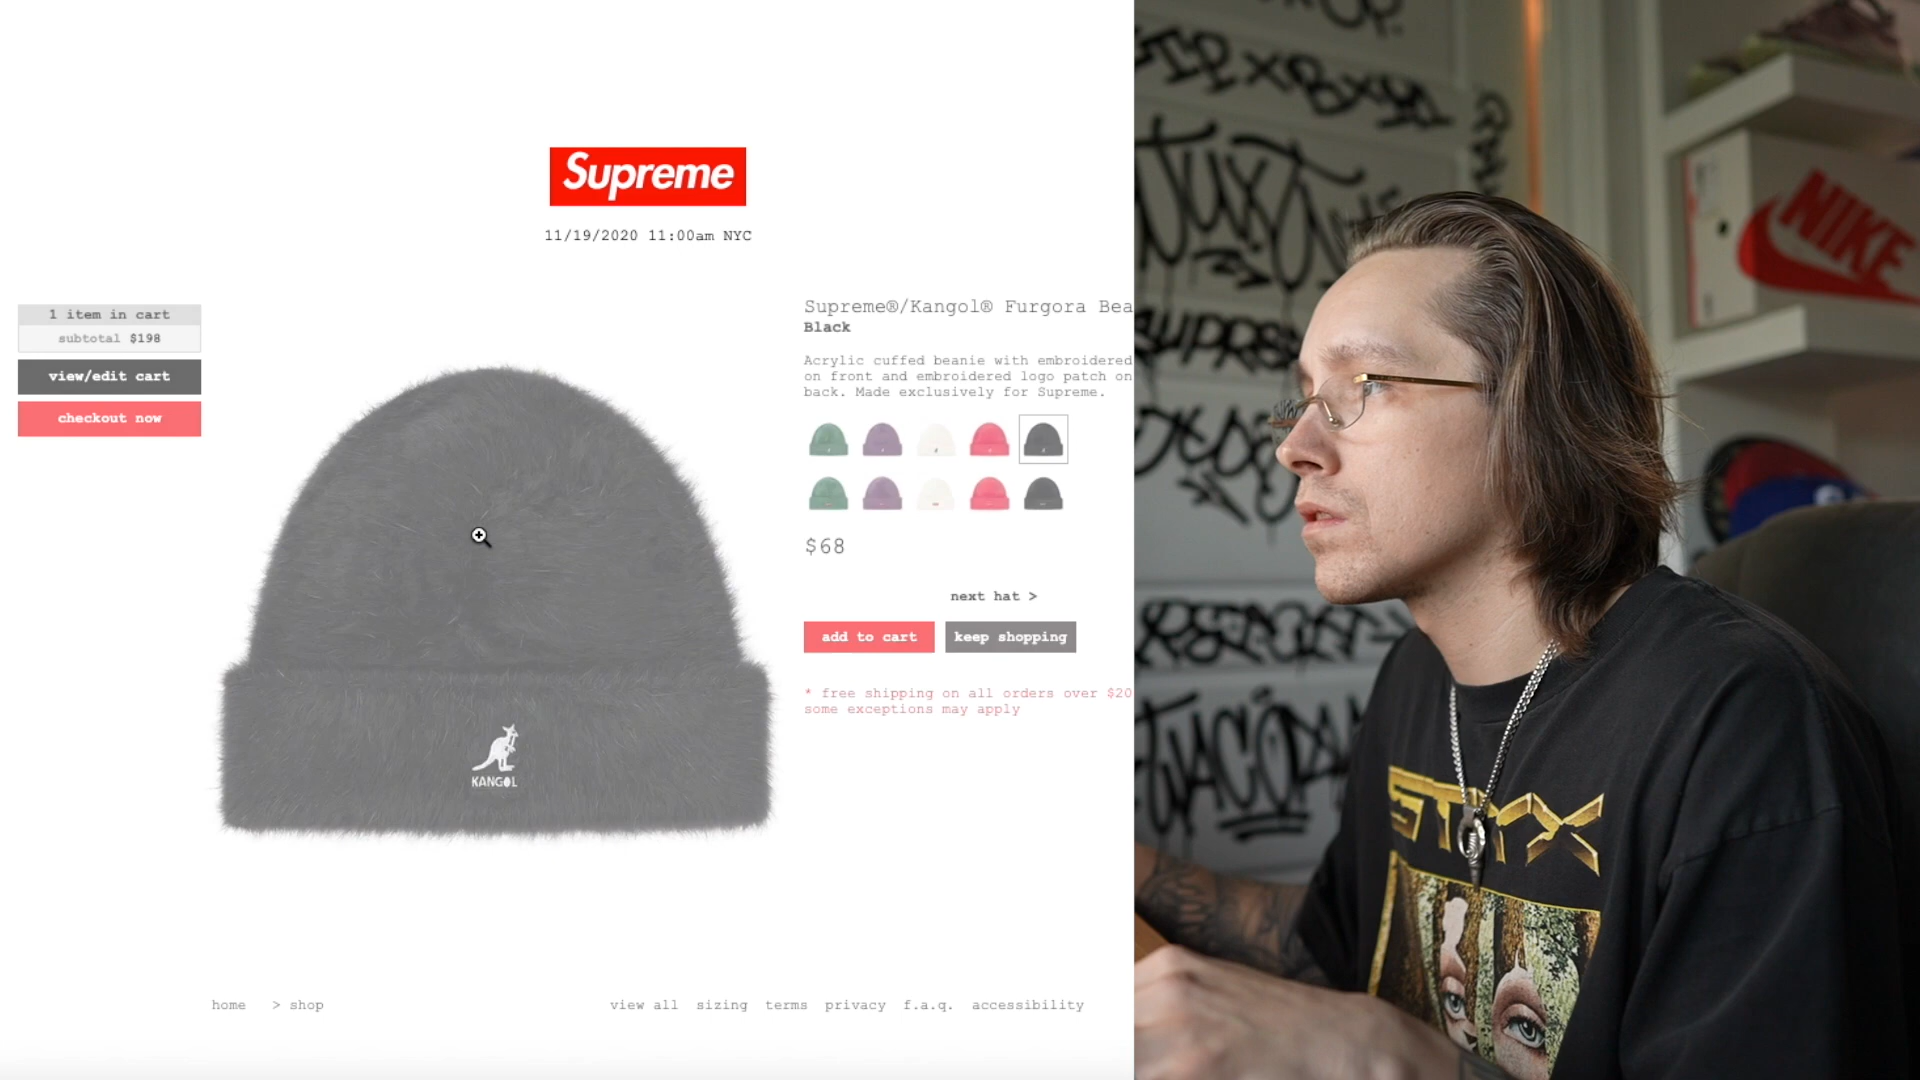 Supreme
11/19/2020 11:00am NYC
1 item in cart
subtotal $198
view/edit cart
checkout now
Supreme®/Kangol® Furgora Bea
Black
Acrylic cuffed beanie with embroidered
on front and embroidered logo patch on
back. Made exclusively for Supreme.
$68
next hat >
add to cart
keep shopping
* free shipping on all orders over $20
some exceptions may apply
KANGOL
home > shop
view all sizing terms privacy f.a.q. accessibility
NIKE
STYX